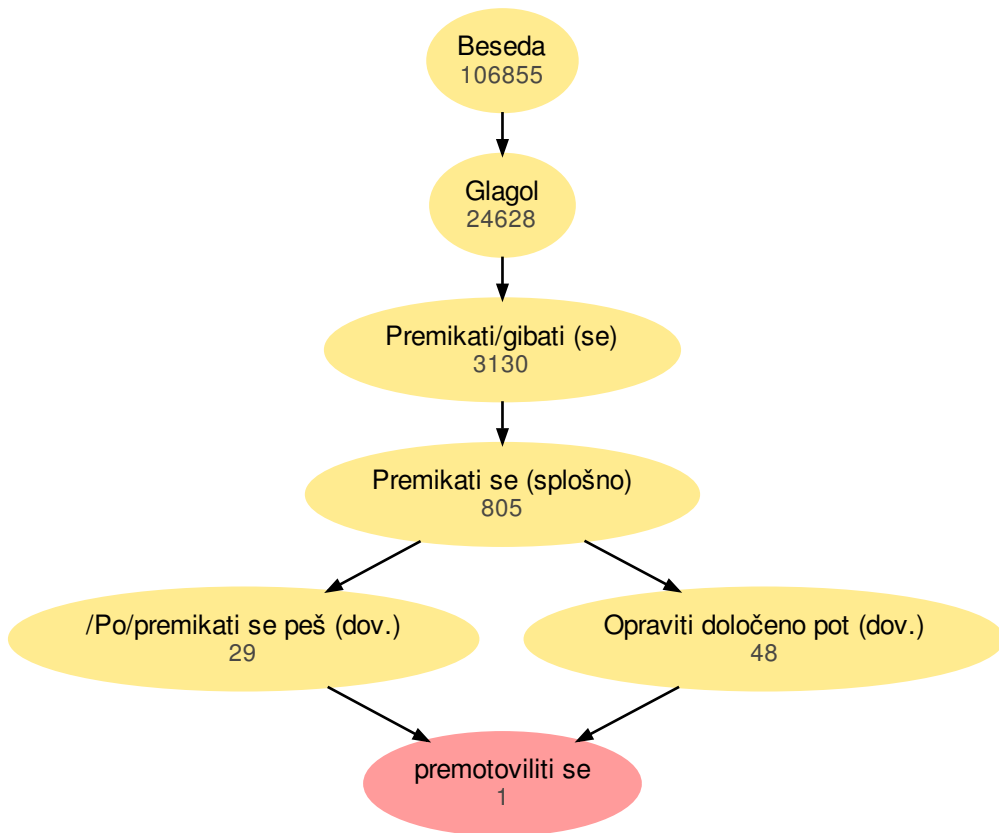 Beseda
106855
Glagol
24628
Premikati/gibati (se)
3130
Premikati se (splošno)
805
/Po/premikati se peš (dov.)
29
Opraviti določeno pot (dov.)
48
premotoviliti se
1